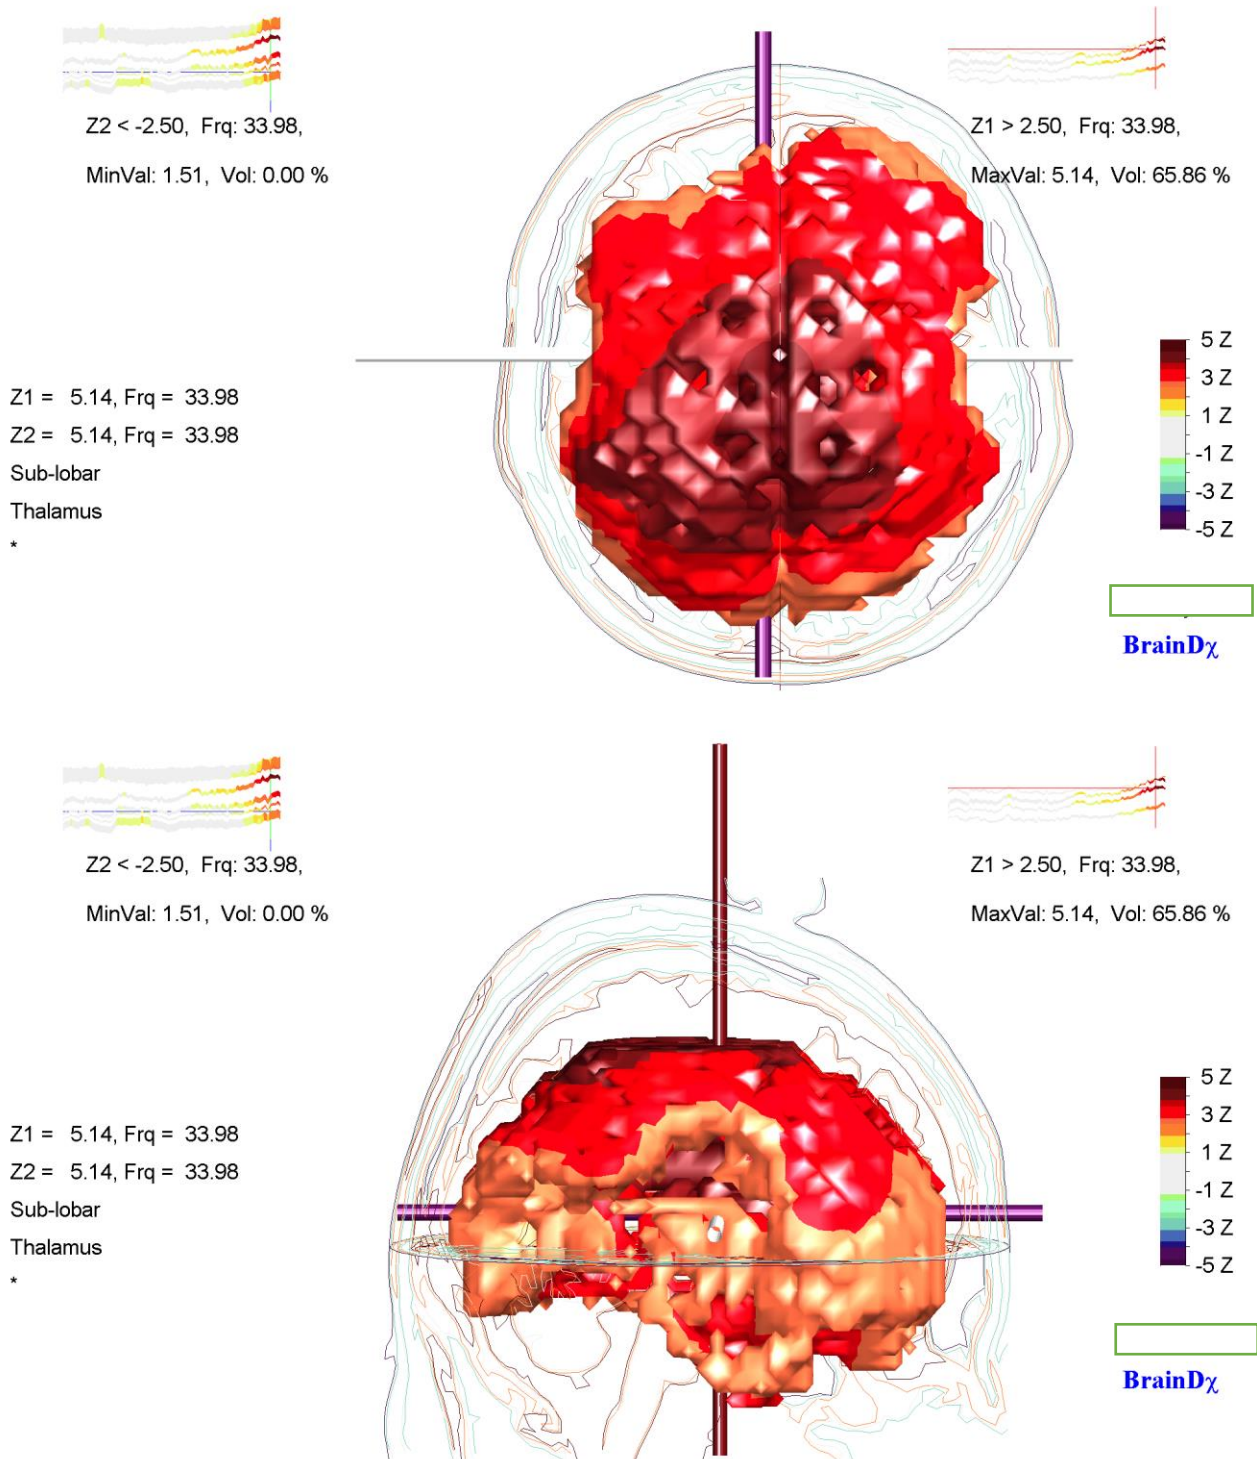 Z2 < -2.50, Frq: 33.98,
MinVal: 1.51, Vol: 0.00 %
Z1 > 2.50, Frq: 33.98,
MaxVal: 5.14, Vol: 65.86 %
Z1 = 5.14, Frq = 33.98
Z2 = 5.14, Frq = 33.98
Sub-lobar
Thalamus
*
5 Z
3 Z
1 Z
-1 Z
-3 Z
-5 Z
BrainDχ
Z2 < -2.50, Frq: 33.98,
MinVal: 1.51, Vol: 0.00 %
Z1 > 2.50, Frq: 33.98,
MaxVal: 5.14, Vol: 65.86 %
Z1 = 5.14, Frq = 33.98
Z2 = 5.14, Frq = 33.98
Sub-lobar
Thalamus
*
5 Z
3 Z
1 Z
-1 Z
-3 Z
-5 Z
BrainDχ